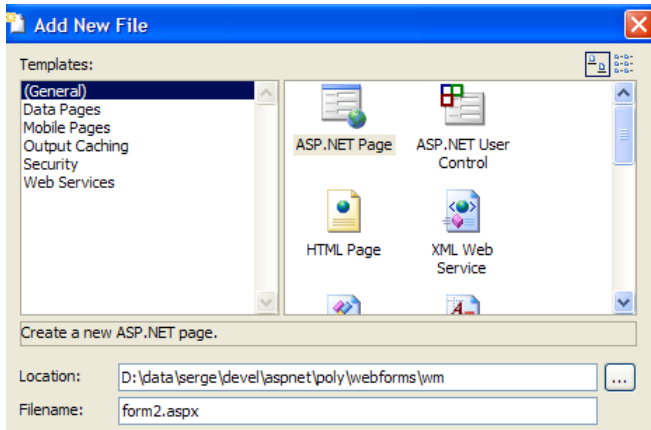 Add New File
Templates:
(General)
Data Pages
Mobile Pages
Output Caching
Security
Web Services
ASP.NET Page
ASP.NET User
Control
HTML Page
XML Web
Service
Create a new ASP.NET page.
Location:
D:\data\serge\devel\aspnet\poly\webforms\wm
...
Filename:
form2.aspx